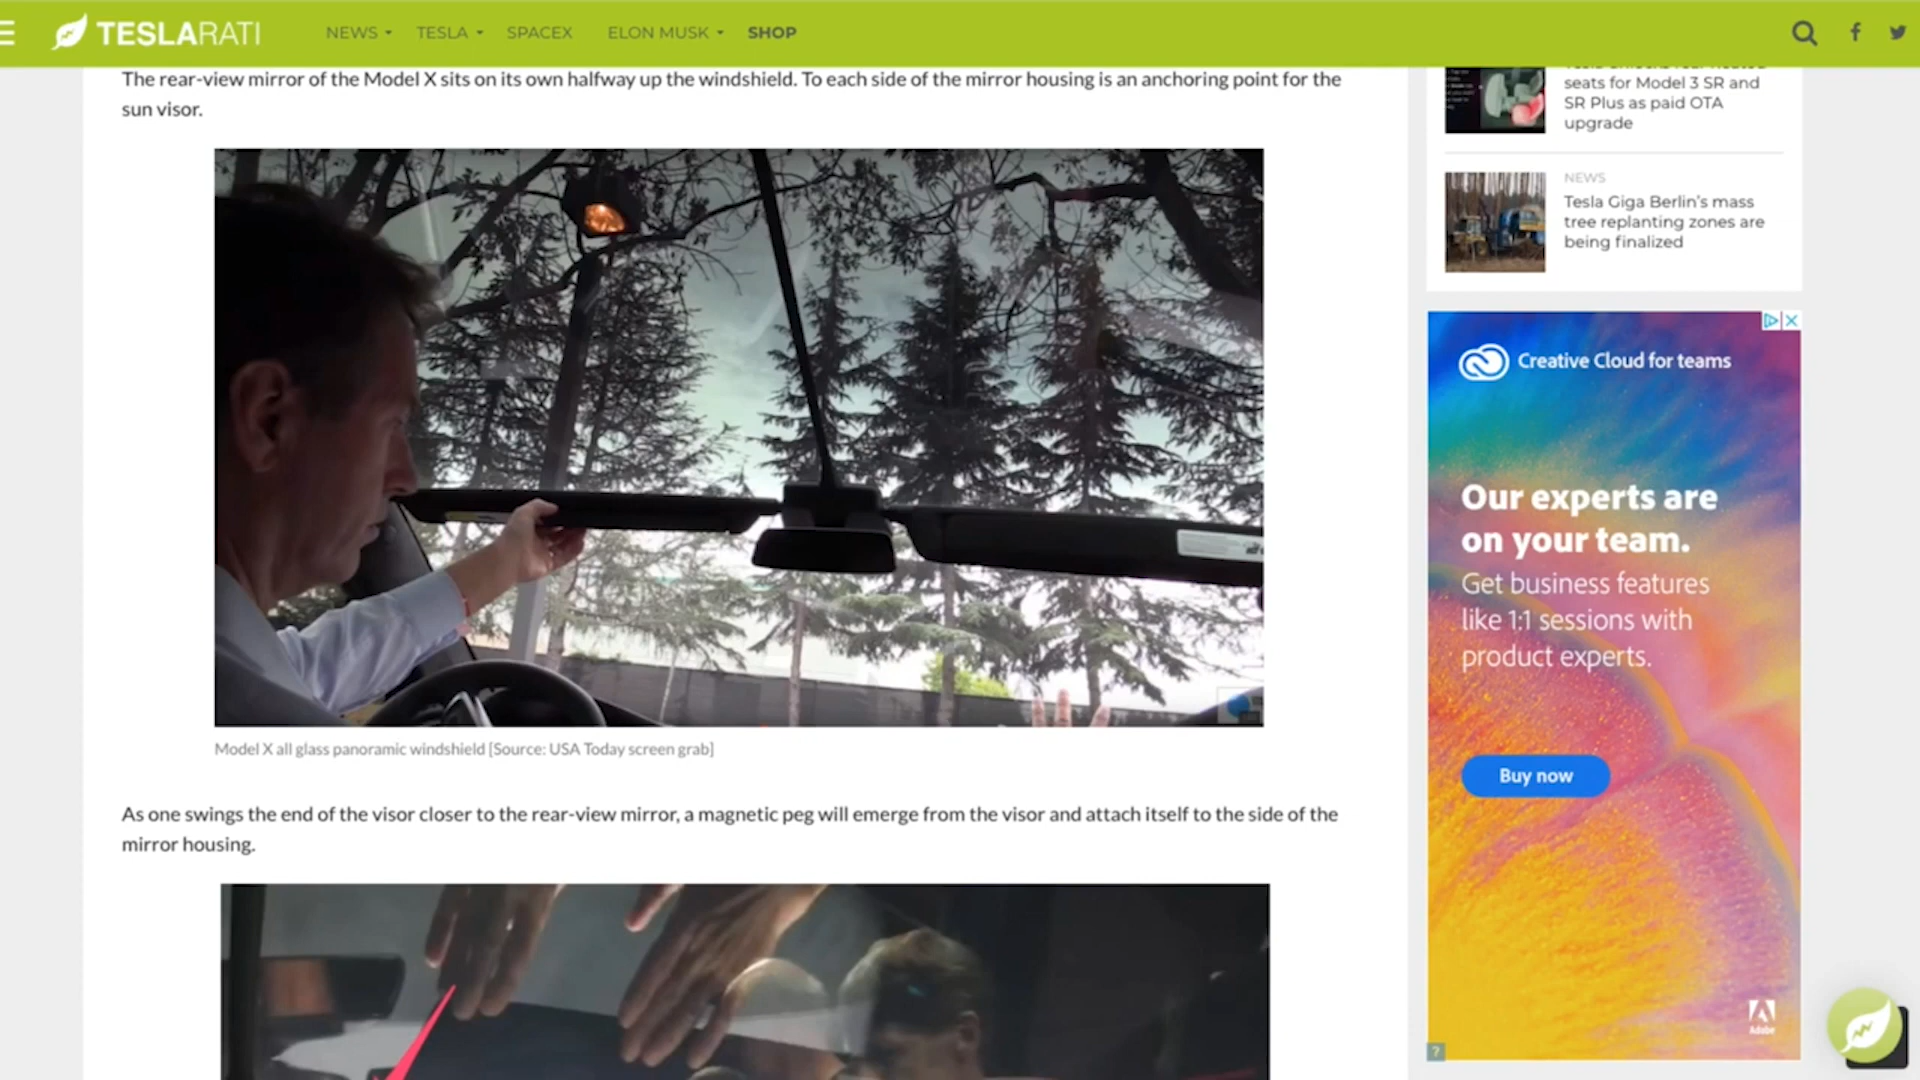 TESLARATI
NEWS
TESLA
SPACEX
ELON MUSK
SHOP
The rear-view mirror of the Model X sits on its own halfway up the windshield. To each side of the mirror housing is an anchoring point for the
sun visor.
Model X all glass panoramic windshield [Source: USA Today screen grab]
As one swings the end of the visor closer to the rear-view mirror, a magnetic peg will emerge from the visor and attach itself to the side of the
mirror housing.
seats for Model 3 SR and
SR Plus as paid OTA
upgrade
NEWS
Tesla Giga Berlin's mass
tree replanting zones are
being finalized
Creative Cloud for teams
Our experts are
on your team.
Get business features
like 1:1 sessions with
product experts.
Buy now
Adobe
?